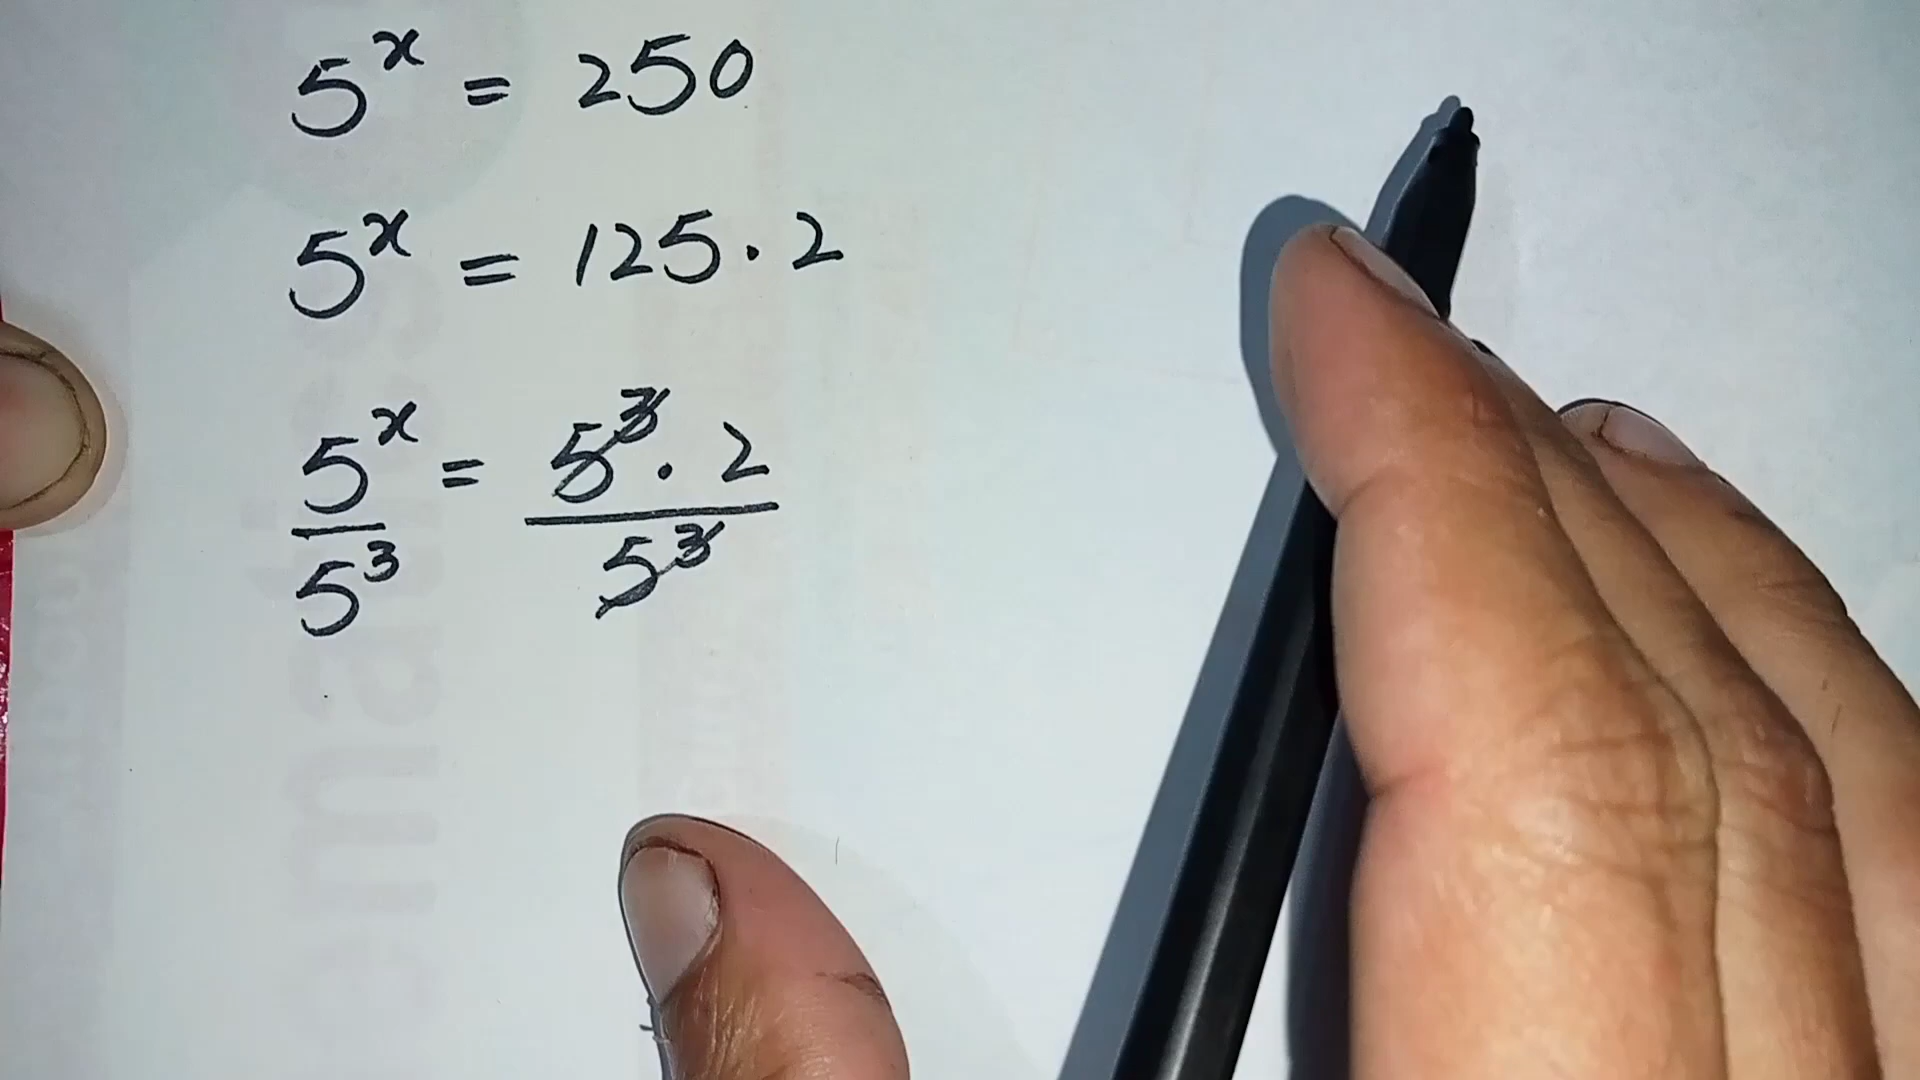 5^x = 250
5^x = 125 . 2
5^x/5^3 = 5^3 . 2/5^3